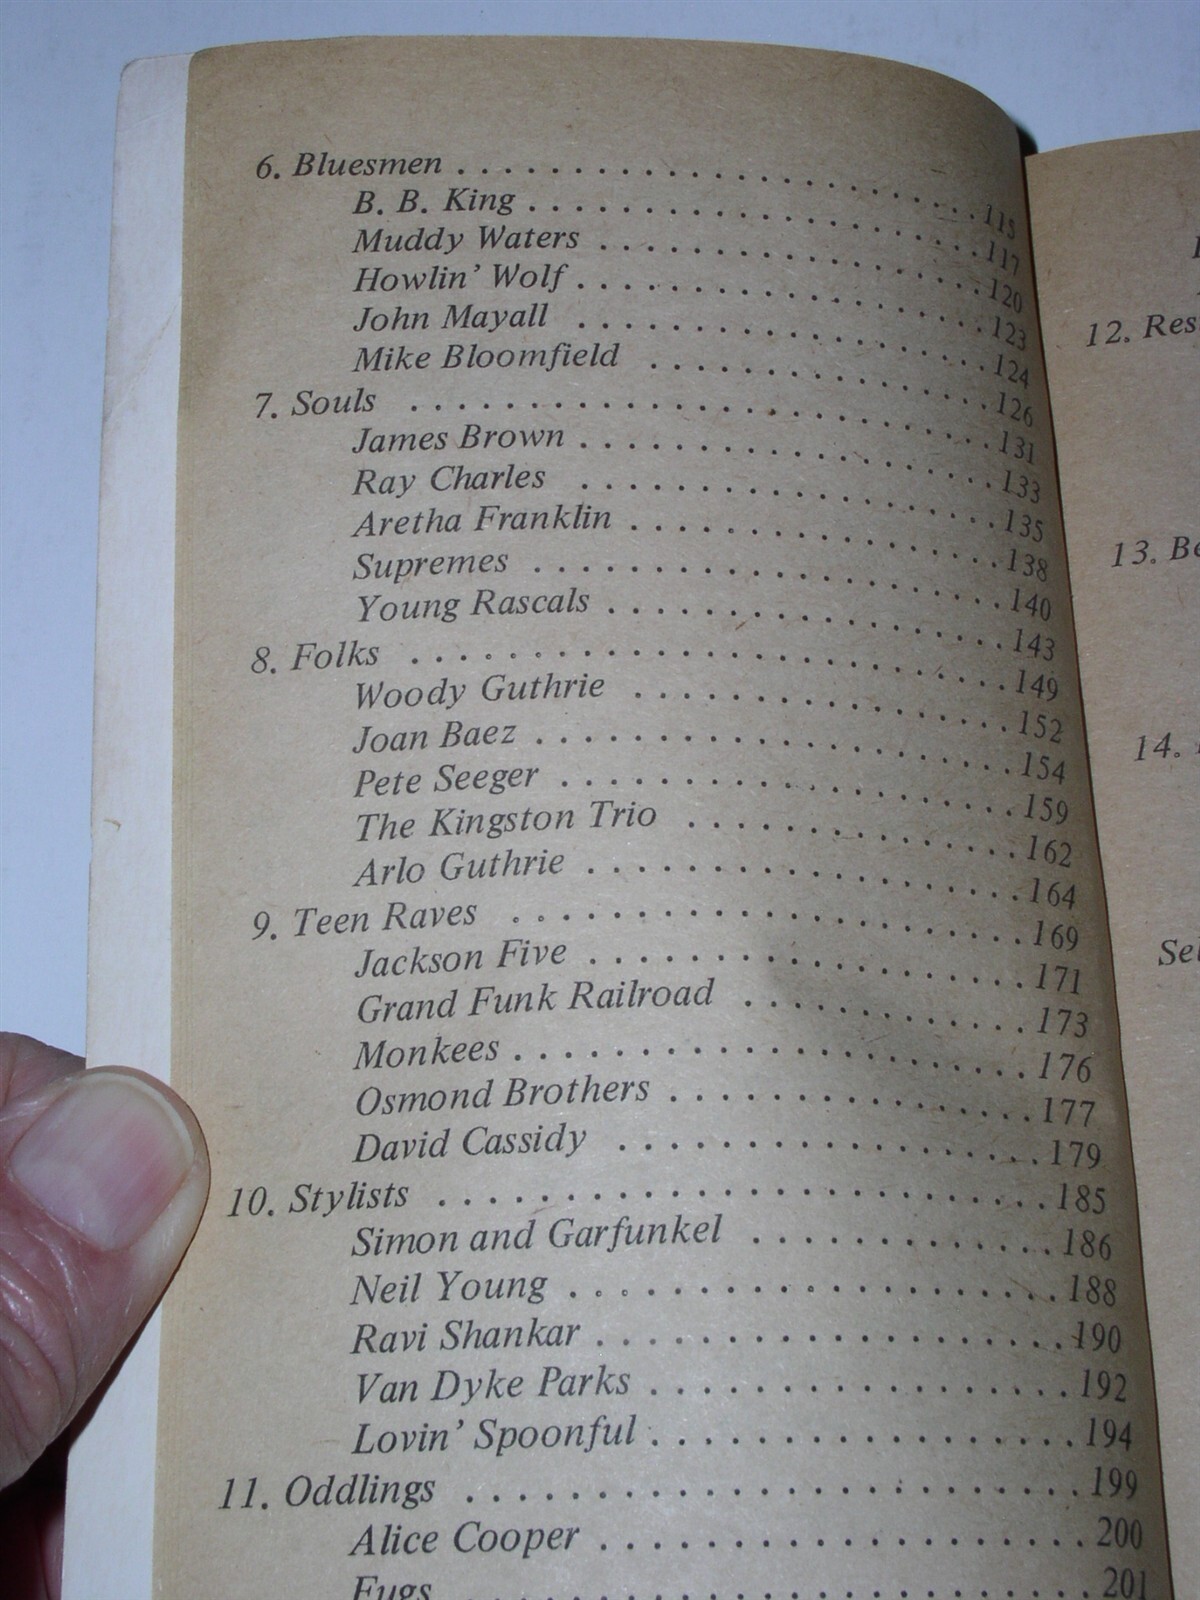 6. Bluesmen . . . . . . . . . . . . . . . . . . . . . . 115
B. B. King . . . . . . . . . . . . . . . . . . . . 117
Muddy Waters . . . . . . . . . . . . . . . . . 120
Howlin' Wolf . . . . . . . . . . . . . . . . . . 123
John Mayall . . . . . . . . . . . . . . . . . . 124
Mike Bloomfield . . . . . . . . . . . . . . . 126
7. Souls . . . . . . . . . . . . . . . . . . . . . . . . 131
James Brown . . . . . . . . . . . . . . . . . . 133
Ray Charles . . . . . . . . . . . . . . . . . . 135
Aretha Franklin . . . . . . . . . . . . . . . . 138
Supremes . . . . . . . . . . . . . . . . . . . . 140
Young Rascals . . . . . . . . . . . . . . . . . 143
8. Folks . . . . . . . . . . . . . . . . . . . . . . . . 149
Woody Guthrie . . . . . . . . . . . . . . . . 152
Joan Baez . . . . . . . . . . . . . . . . . . . . 154
Pete Seeger . . . . . . . . . . . . . . . . . . . 159
The Kingston Trio . . . . . . . . . . . . . . 162
Arlo Guthrie . . . . . . . . . . . . . . . . . . 164
9. Teen Raves . . . . . . . . . . . . . . . . . . . . 169
Jackson Five . . . . . . . . . . . . . . . . . . 171
Grand Funk Railroad . . . . . . . . . . . . 173
Monkees . . . . . . . . . . . . . . . . . . . . . 176
Osmond Brothers . . . . . . . . . . . . . . . 177
David Cassidy . . . . . . . . . . . . . . . . . 179
10. Stylists . . . . . . . . . . . . . . . . . . . . . . . 185
Simon and Garfunkel . . . . . . . . . . . . 186
Neil Young . . . . . . . . . . . . . . . . . . . 188
Ravi Shankar . . . . . . . . . . . . . . . . . . 190
Van Dyke Parks . . . . . . . . . . . . . . . . 192
Lovin' Spoonful . . . . . . . . . . . . . . . . 194
11. Oddlings . . . . . . . . . . . . . . . . . . . . . . 199
Alice Cooper . . . . . . . . . . . . . . . . . . 200
Fugs . . . . . . . . . . . . . . . . . . . . . . . . 201
12. Res
13. Be
14.
Sel